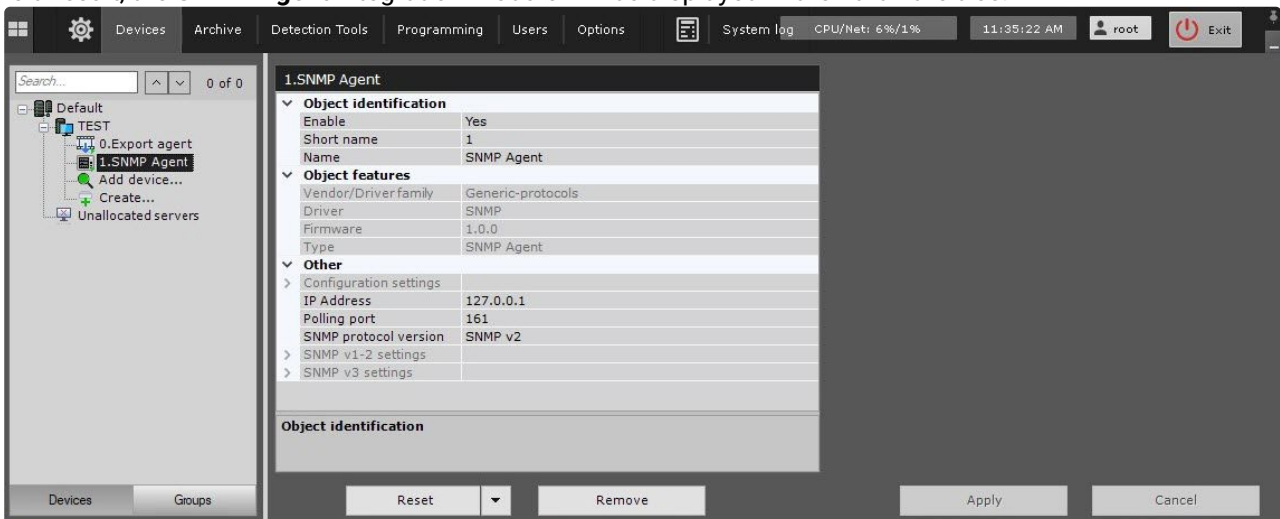 Devices Archive Detection Tools Programming Users Options System log CPU/Net: 6%/1% 11:35:22 AM root Exit
Search... 0 of 0
Default
TEST
0.Export agert
1.SNMP Agent
Add device...
Create...
Unallocated servers
1.SNMP Agent
Object identification
Enable Yes
Short name 1
Name SNMP Agent
Object features
Vendor/Driver family Generic-protocols
Driver SNMP
Firmware 1.0.0
Type SNMP Agent
Other
Configuration settings
IP Address 127.0.0.1
Polling port 161
SNMP protocol version SNMP v2
SNMP v1-2 settings
SNMP v3 settings
Object identification
Devices Groups Reset Remove Apply Cancel